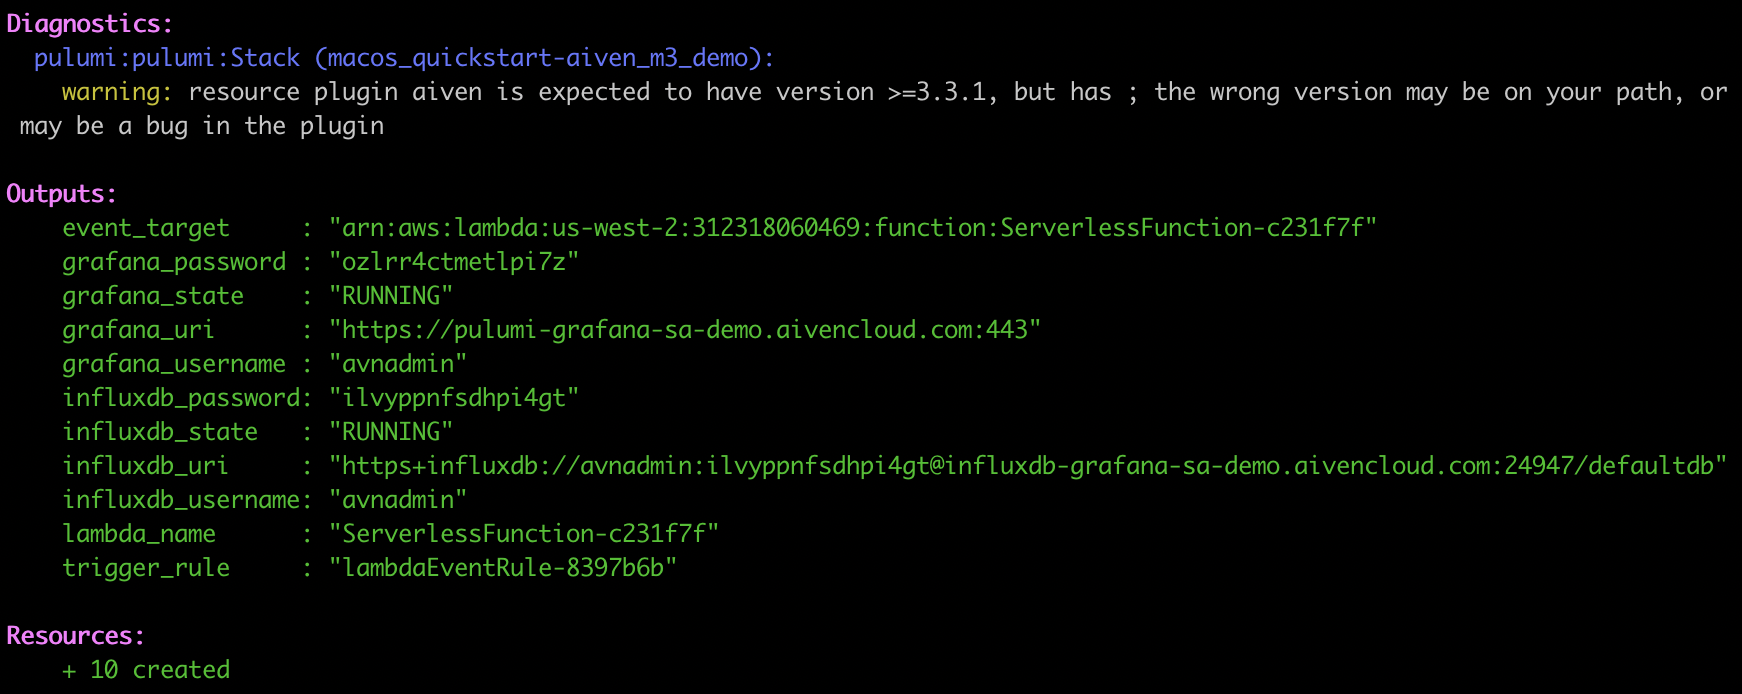 Diagnostics:
pulumi:pulumi:Stack (macos_quickstart-aiven_m3_demo):
warning: resource plugin aiven is expected to have version >=3.3.1, but has ; the wrong version may be on your path, or
may be a bug in the plugin
Outputs:
event_target : "arn:aws:lambda:us-west-2:312318060469:function:ServerlessFunction-c231f7f"
grafana_password : "ozlrr4ctmetlpi7z"
grafana_state : "RUNNING"
grafana_uri : "https://pulumi-grafana-sa-demo.aivencloud.com:443"
grafana_username : "avnadmin"
influxdb_password: "ilvyppnfsdhpi4gt"
influxdb_state : "RUNNING"
influxdb_uri : "https+influxdb://avnadmin:ilvyppnfsdhpi4gt@influxdb-grafana-sa-demo.aivencloud.com:24947/defaultdb"
influxdb_username: "avnadmin"
lambda_name : "ServerlessFunction-c231f7f"
trigger_rule : "lambdaEventRule-8397b6b"
Resources:
+ 10 created